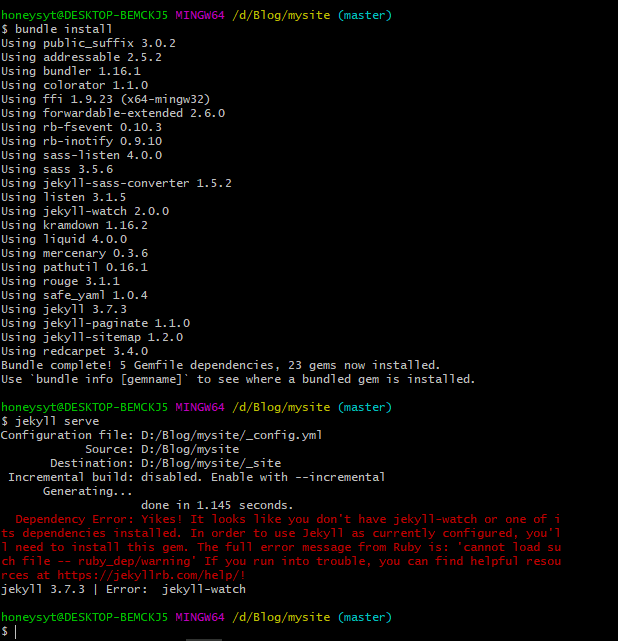 honeysyt@DESKTOP-BEMCKJ5 MINGW64 /d/Blog/mysite (master)
$ bundle install
Using public_suffix 3.0.2
Using addressable 2.5.2
Using bundler 1.16.1
Using colorator 1.1.0
Using ffi 1.9.23 (x64-mingw32)
Using forwardable-extended 2.6.0
Using rb-fsevent 0.10.3
Using rb-inotify 0.9.10
Using sass-listen 4.0.0
Using sass 3.5.6
Using jekyll-sass-converter 1.5.2
Using listen 3.1.5
Using jekyll-watch 2.0.0
Using kramdown 1.16.2
Using liquid 4.0.0
Using mercenary 0.3.6
Using pathutil 0.16.1
Using rouge 3.1.1
Using safe_yaml 1.0.4
Using jekyll 3.7.3
Using jekyll-paginate 1.1.0
Using jekyll-sitemap 1.2.0
Using redcarpet 3.4.0
Bundle complete! 5 Gemfile dependencies, 23 gems now installed.
Use `bundle info [gemname]` to see where a bundled gem is installed.
honeysyt@DESKTOP-BEMCKJ5 MINGW64 /d/Blog/mysite (master)
$ jekyll serve
Configuration file: D:/Blog/mysite/_config.yml
Source: D:/Blog/mysite
Destination: D:/Blog/mysite/_site
Incremental build: disabled. Enable with --incremental
Generating...
done in 1.145 seconds.
Dependency Error: Yikes! It looks like you don't have jekyll-watch or one of i
ts dependencies installed. In order to use Jekyll as currently configured, you'l
l need to install this gem. The full error message from Ruby is: 'cannot load su
ch file -- ruby_dep/warning' If you run into trouble, you can find helpful resou
rces at https://jekyllrb.com/help/!
jekyll 3.7.3 | Error:  jekyll-watch
honeysyt@DESKTOP-BEMCKJ5 MINGW64 /d/Blog/mysite (master)
$